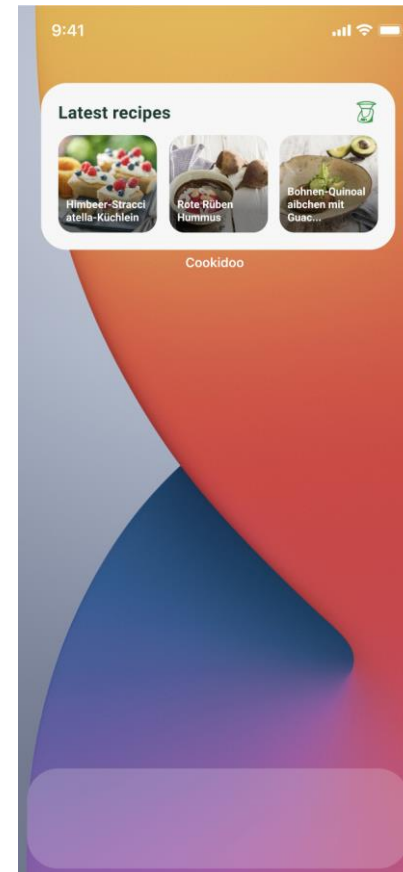 9:41
Latest recipes
Himbeer-Stracci
atella-Küchlein
Rote Rüben
Hummus
Bohnen-Quinoal
aibchen mit
Guac...
Cookidoo